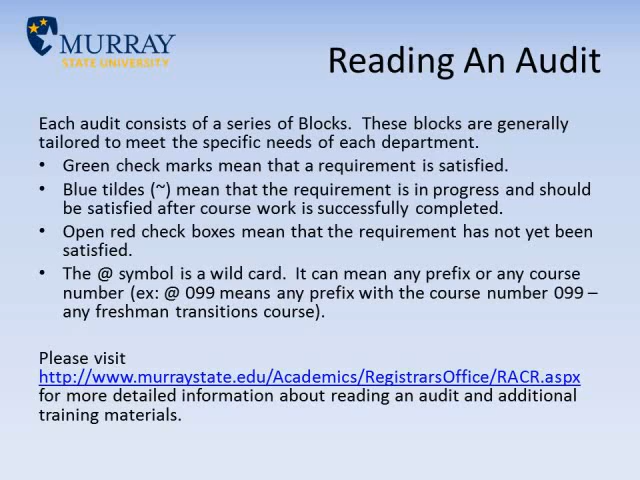 MURRAY
STATE UNIVERSITY
Reading An Audit
Each audit consists of a series of Blocks.  These blocks are generally
tailored to meet the specific needs of each department.
• Green check marks mean that a requirement is satisfied.
• Blue tildes (~) mean that the requirement is in progress and should
be satisfied after course work is successfully completed.
• Open red check boxes mean that the requirement has not yet been
satisfied.
• The @ symbol is a wild card.  It can mean any prefix or any course
number (ex: @ 099 means any prefix with the course number 099 –
any freshman transitions course).
Please visit
http://www.murraystate.edu/Academics/RegistrarsOffice/RACR.aspx
for more detailed information about reading an audit and additional
training materials.